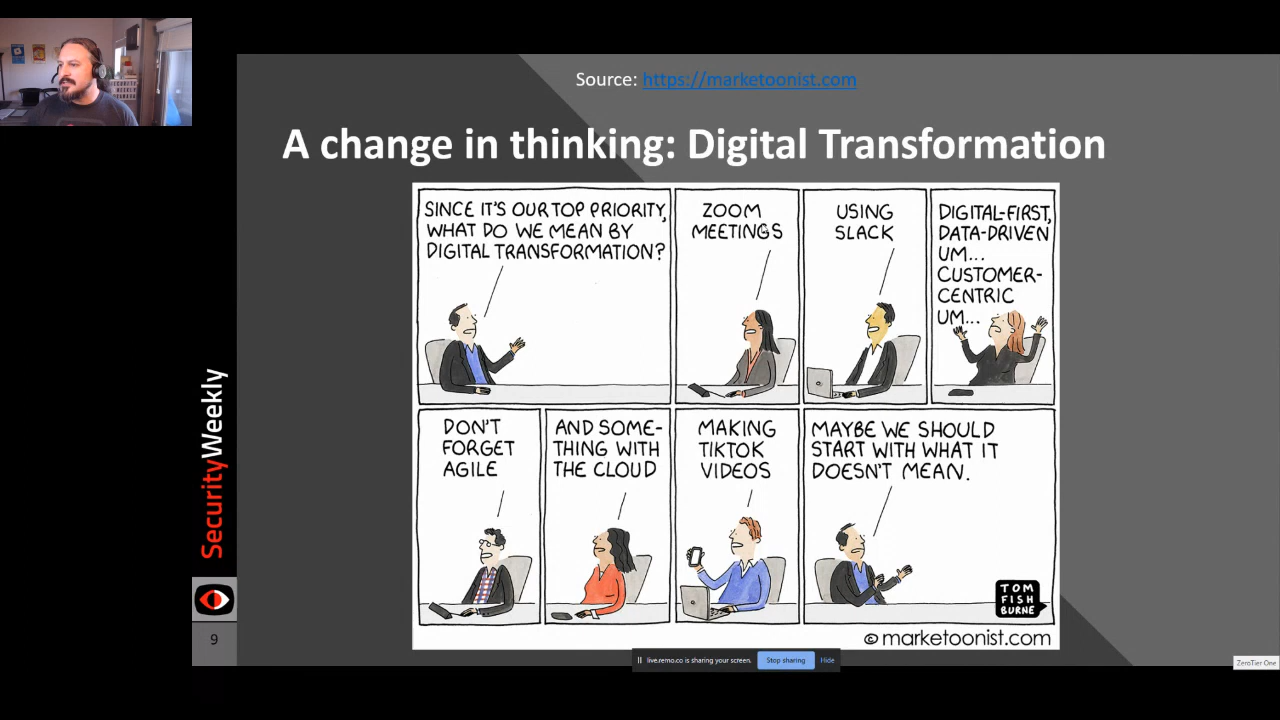 Source: https://marketoonist.com
A change in thinking: Digital Transformation
SINCE IT'S OUR TOP PRIORITY,
WHAT DO WE MEAN BY
DIGITAL TRANSFORMATION?
ZOOM
MEETINGS
USING
SLACK
DIGITAL-FIRST,
DATA-DRIVEN
UM...
CUSTOMER-
CENTRIC
UM...
DON'T
FORGET
AGILE
AND SOME-
THING WITH
THE CLOUD
MAKING
TIKTOK
VIDEOS
MAYBE WE SHOULD
START WITH WHAT IT
DOESN'T MEAN.
TOM
FISH
BURNE
© marketoonist.com
SecurityWeekly
9
live.remo.co is sharing your screen.
Stop sharing
Hide
ZeroTier One